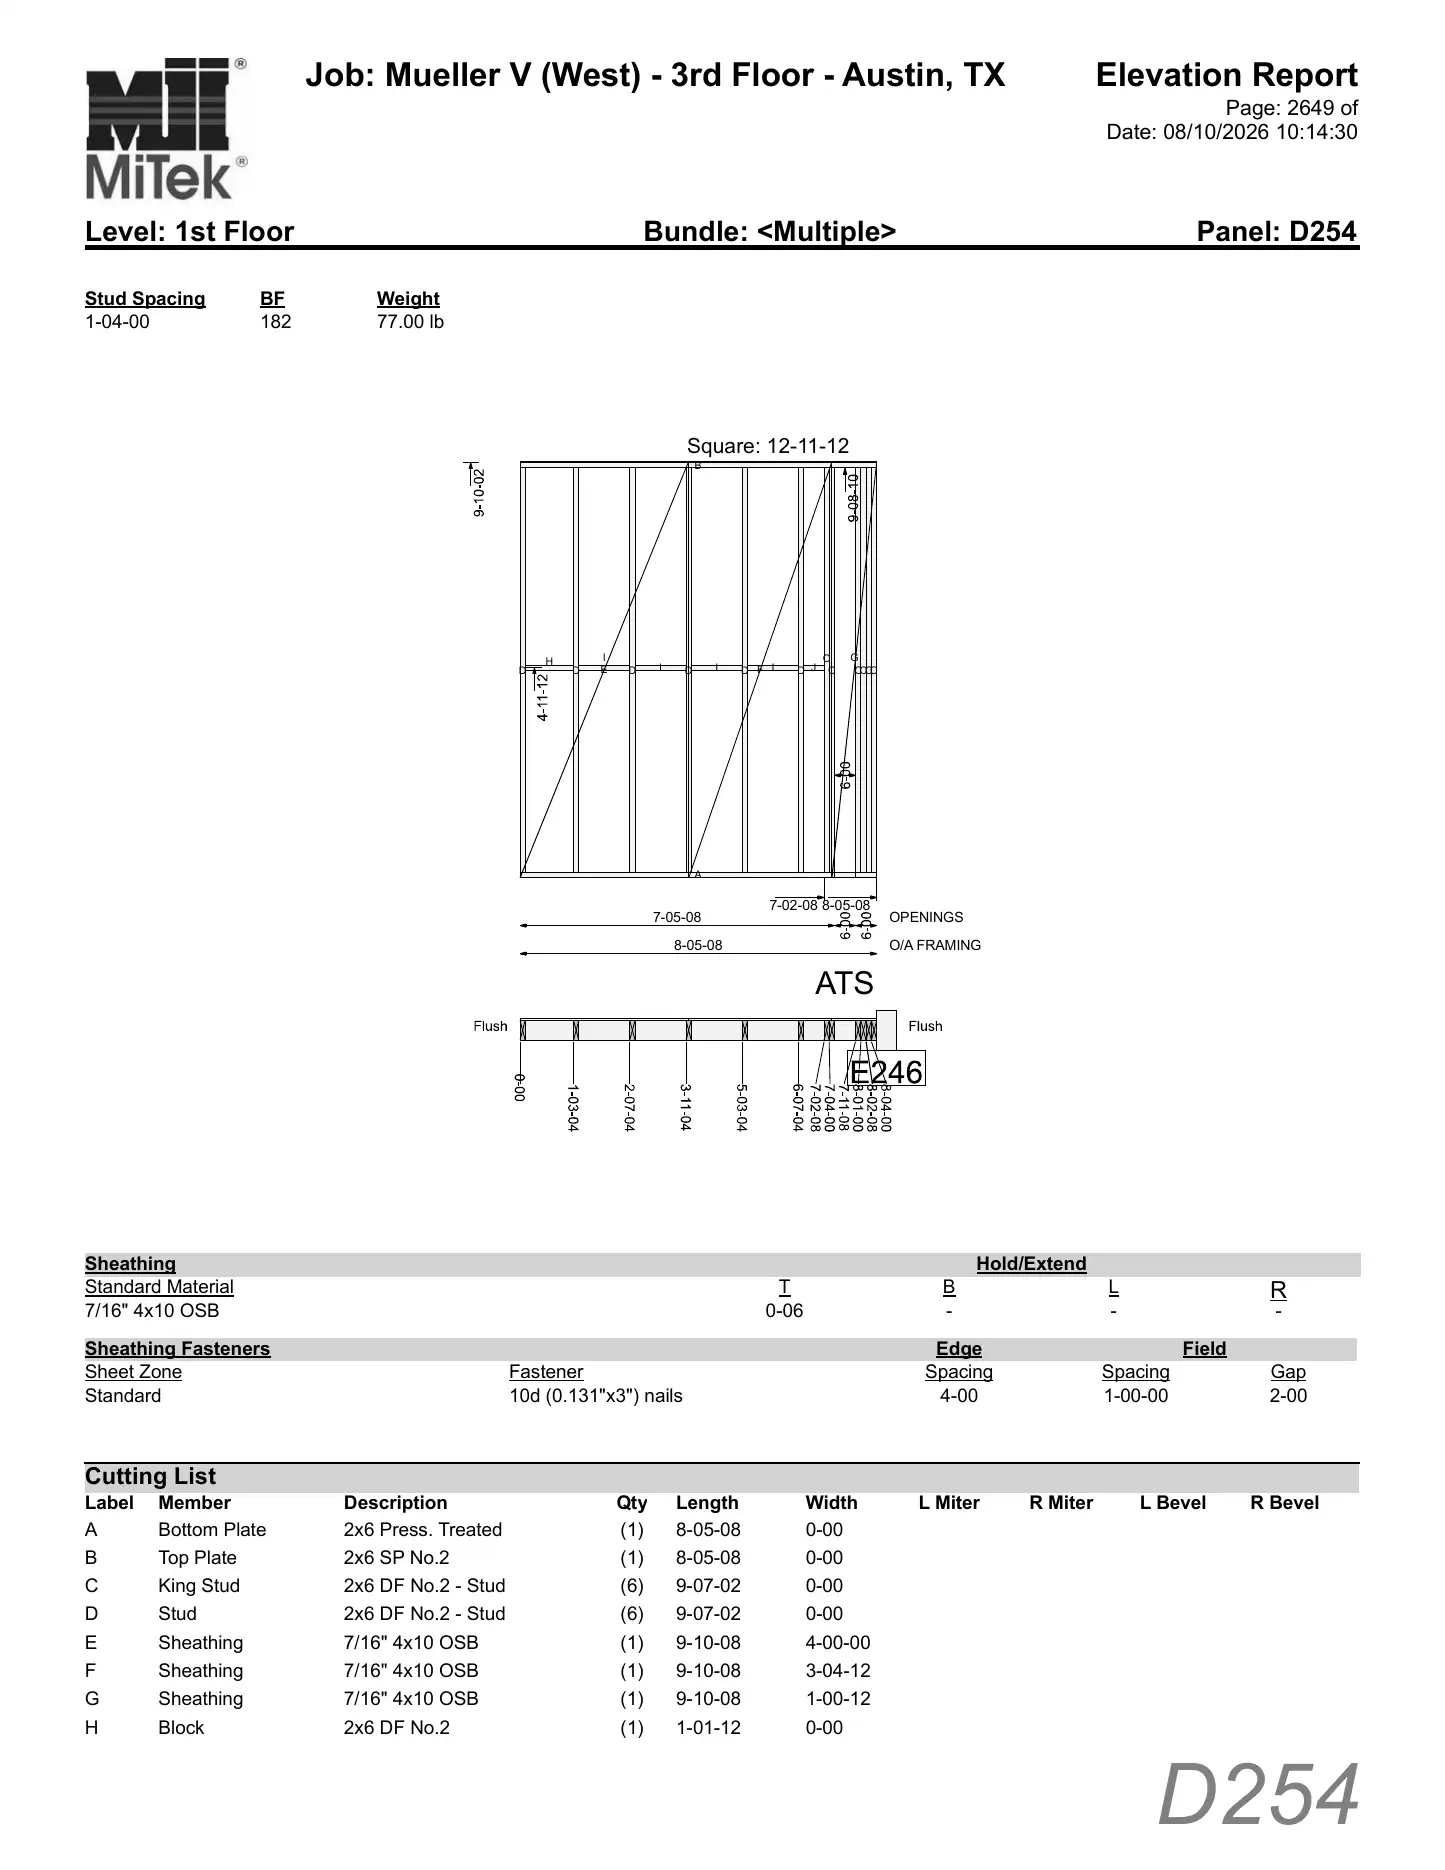 Job: Mueller V (West) - 3rd Floor - Austin, TX
Elevation Report
Page: 2649 of
Date: 08/10/2026 10:14:30
MiTek®
Level: 1st Floor Bundle: <Multiple> Panel: D254
Stud Spacing BF Weight
1-04-00 182 77.00 lb
Square: 12-11-12
B
9-10-02
9-08-10
H I C G
D D E D I D I D D F I D J C C C C C
4-11-12
6-00
A
7-02-08 8-05-08
7-05-08 6-00 6-00 OPENINGS
8-05-08 O/A FRAMING
ATS
Flush Flush
E246
0-00 1-03-04 2-07-04 3-11-04 5-03-04 6-07-04 7-02-08 7-04-00 7-11-08 8-01-00 8-02-08 8-04-00
Sheathing Hold/Extend
Standard Material T B L R
7/16" 4x10 OSB 0-06 - - -
Sheathing Fasteners Edge Field
Sheet Zone Fastener Spacing Spacing Gap
Standard 10d (0.131"x3") nails 4-00 1-00-00 2-00
Cutting List
Label Member Description Qty Length Width L Miter R Miter L Bevel R Bevel
A Bottom Plate 2x6 Press. Treated (1) 8-05-08 0-00
B Top Plate 2x6 SP No.2 (1) 8-05-08 0-00
C King Stud 2x6 DF No.2 - Stud (6) 9-07-02 0-00
D Stud 2x6 DF No.2 - Stud (6) 9-07-02 0-00
E Sheathing 7/16" 4x10 OSB (1) 9-10-08 4-00-00
F Sheathing 7/16" 4x10 OSB (1) 9-10-08 3-04-12
G Sheathing 7/16" 4x10 OSB (1) 9-10-08 1-00-12
H Block 2x6 DF No.2 (1) 1-01-12 0-00
D254